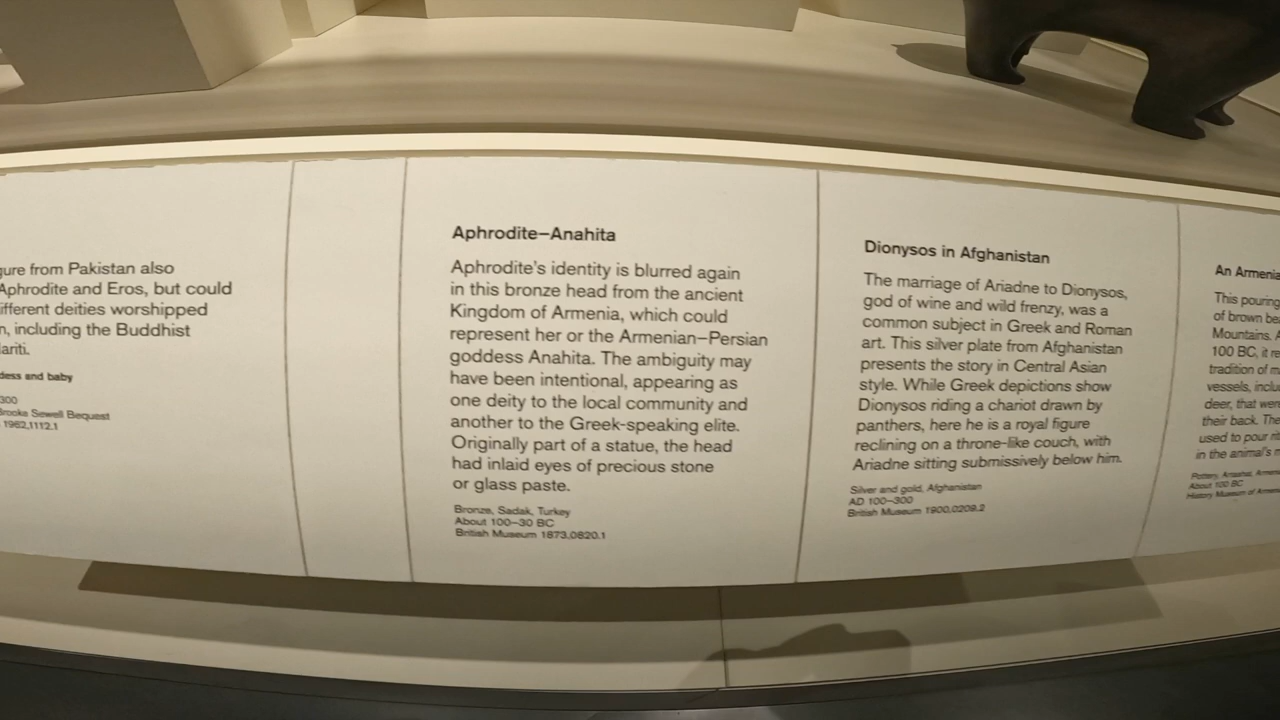 gure from Pakistan also
Aphrodite and Eros, but could
ifferent deities worshipped
n, including the Buddhist
ariti.
dess and baby
300
Brooke Sewell Bequest
1962,1112.1
Aphrodite–Anahita
Aphrodite's identity is blurred again
in this bronze head from the ancient
Kingdom of Armenia, which could
represent her or the Armenian–Persian
goddess Anahita. The ambiguity may
have been intentional, appearing as
one deity to the local community and
another to the Greek-speaking elite.
Originally part of a statue, the head
had inlaid eyes of precious stone
or glass paste.
Bronze, Sadak, Turkey
About 100–30 BC
British Museum 1873,0820.1
Dionysos in Afghanistan
The marriage of Ariadne to Dionysos,
god of wine and wild frenzy, was a
common subject in Greek and Roman
art. This silver plate from Afghanistan
presents the story in Central Asian
style. While Greek depictions show
Dionysos riding a chariot drawn by
panthers, here he is a royal figure
reclining on a throne-like couch, with
Ariadne sitting submissively below him.
Silver and gold, Afghanistan
AD 100–300
British Museum 1900,0209.2
An Armenia
This pouring
of brown bea
Mountains. A
100 BC, it re
tradition of m
vessels, inclu
deer, that were
their back. The
used to pour
in the animal's
Pottery,
About 100 BC
History Museum of Armen